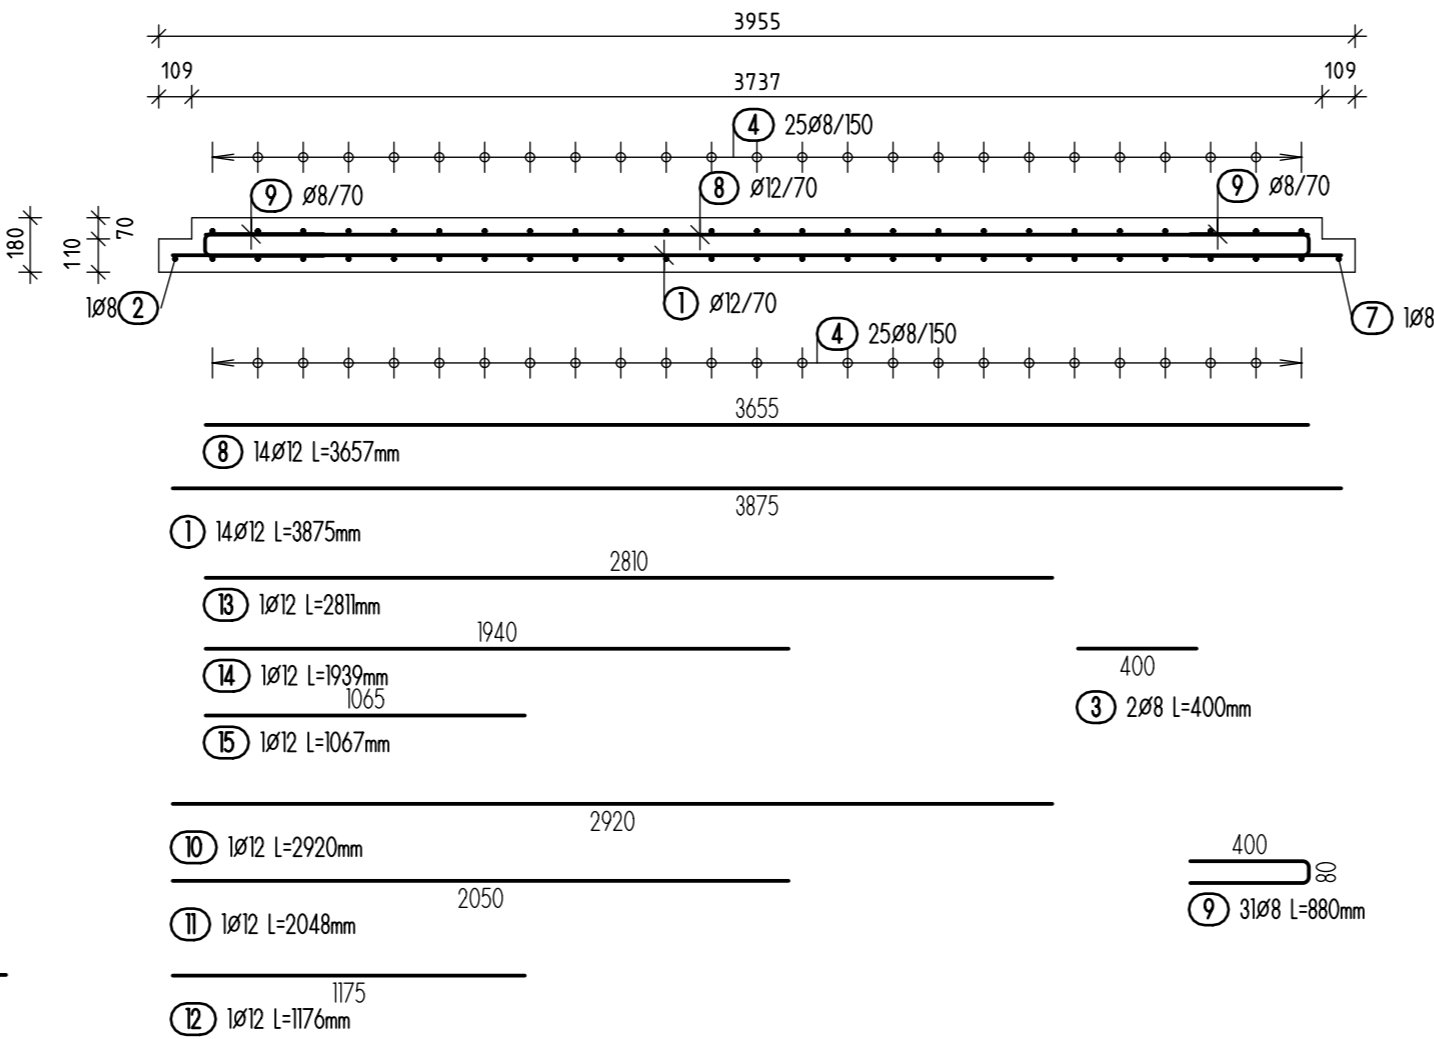 3955
109 3737 109
4 25Ø8/150
9 Ø8/70 8 Ø12/70 9 Ø8/70
180 110 70
1Ø8 2 1 Ø12/70 7 1Ø8
4 25Ø8/150
3655
8 14Ø12 L=3657mm
3875
1 14Ø12 L=3875mm
2810
13 1Ø12 L=2811mm
1940
14 1Ø12 L=1939mm
400
3 2Ø8 L=400mm
1065
15 1Ø12 L=1067mm
2920
10 1Ø12 L=2920mm
400
80
9 31Ø8 L=880mm
2050
11 1Ø12 L=2048mm
1175
12 1Ø12 L=1176mm